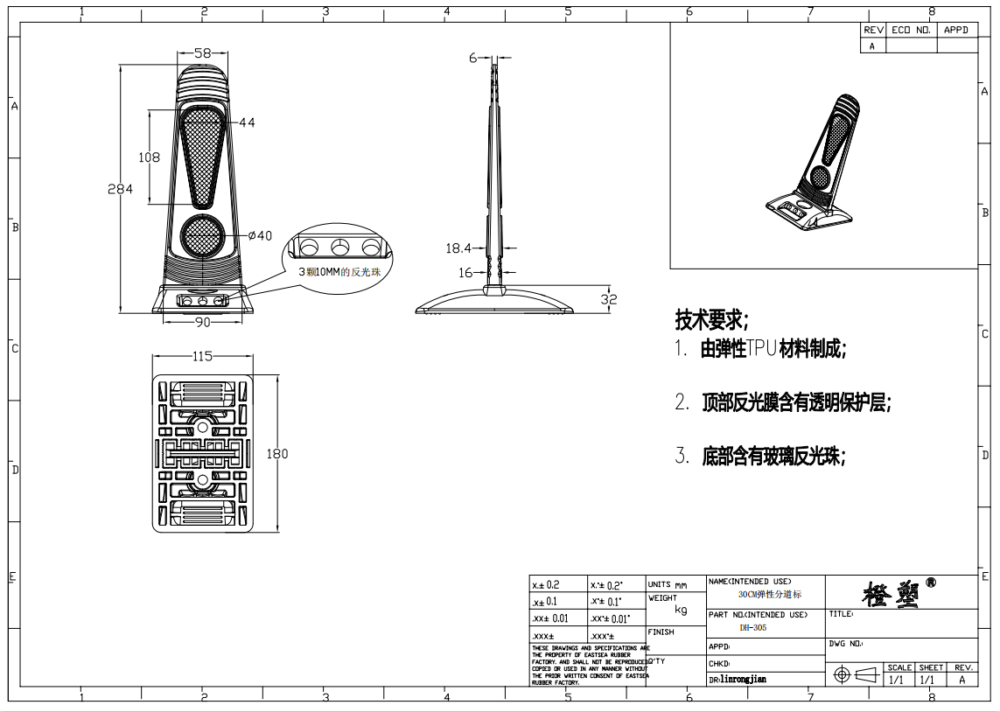 1 2 3 4 5 6 7 8
REV ECO NO. APPD
A
A A
B B
C C
D D
E E
58
44
108
284
Ø40
3颗10MM的反光珠
90
6
18.4
16
32
115
180
技术要求;
1. 由弹性TPU材料制成;
2. 顶部反光膜含有透明保护层;
3. 底部含有玻璃反光珠;
X.± 0.2 X.°± 0.2°
.X± 0.1 .X°± 0.1°
.XX± 0.01 .XX°± 0.01°
.XXX± .XXX°±
THESE DRAWINGS AND SPECIFICATIONS ARE
THE PROPERTY OF EASTSEA RUBBER
FACTORY. AND SHALL NOT BE REPRODUCED
COPIED OR USED IN ANY MANNER WITHOUT
THE PRIOR WRITTEN CONSENT OF EASTSEA
RUBBER FACTORY.
UNITS mm
WEIGHT
kg
FINISH
Q'TY
NAME(INTENDED USE)
30CM弹性分道标
PART NO.(INTENDED USE)
DH-305
APPD:
CHKD:
DR:linrongjian
橙塑®
TITLE:
DWG NO.:
SCALE SHEET REV.
1/1 1/1 A
1 2 3 4 5 6 7 8